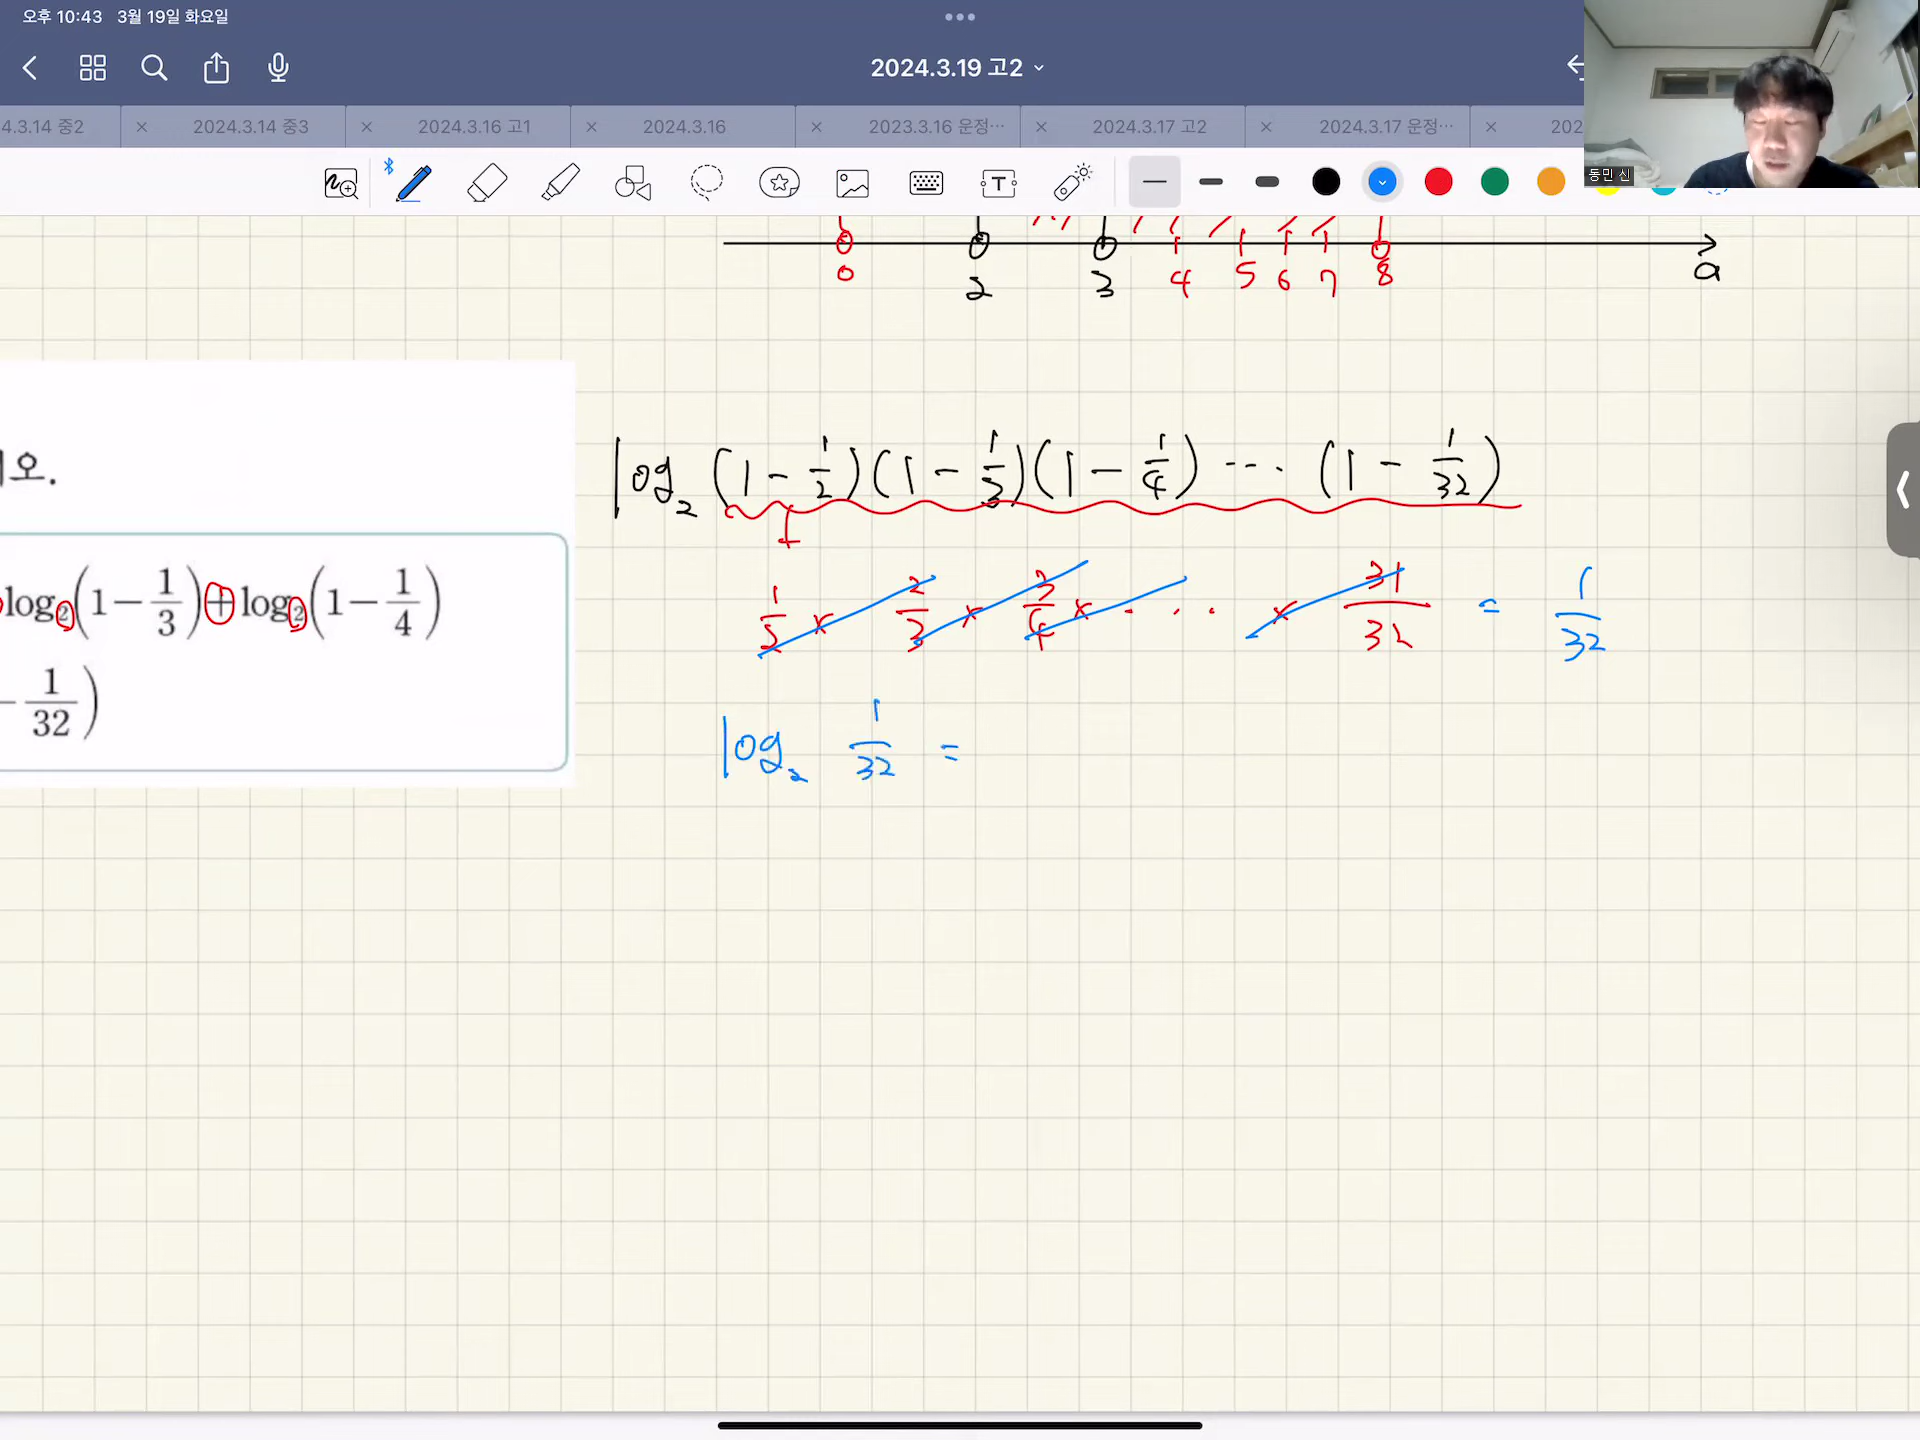 오후 10:43 3월 19일 화요일
2024.3.19 고2
4.3.14 중2 × 2024.3.14 중3 × 2024.3.16 고1 × 2024.3.16 × 2023.3.16 운정… × 2024.3.17 고2 × 2024.3.17 운정… × 202
T
동민 신
0 2 3 4 5 6 7 8 a
오.
log₂(1 - 1/2)(1 - 1/3)(1 - 1/4) ... (1 - 1/32)
log₂(1 - 1/3) + log₂(1 - 1/4)
1/2 × 2/3 × 3/4 × ... × 31/32 = 1/32
- 1/32)
log₂ 1/32 =